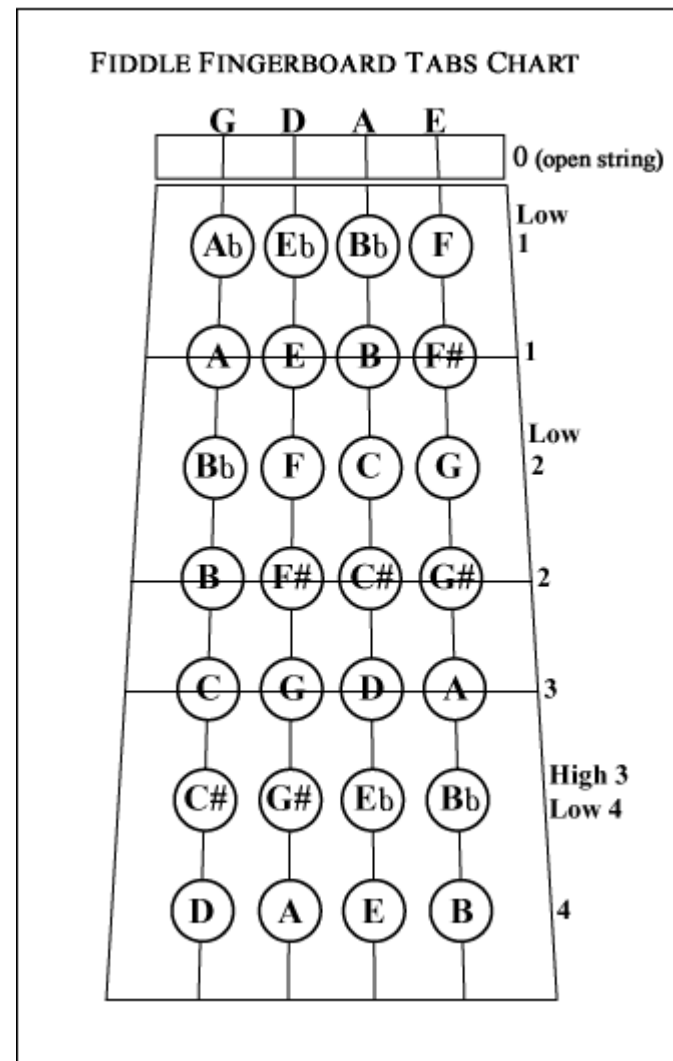 FIDDLE FINGERBOARD TABS CHART
G D A E
0 (open string)
Low
1
Ab Eb Bb F
A E B F# 1
Low
2
Bb F C G
B F# C# G# 2
C G D A 3
High 3
Low 4
C# G# Eb Bb
D A E B 4